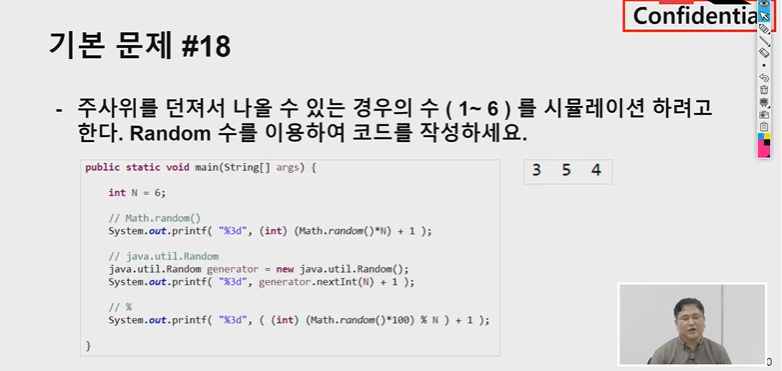 Confidentia
기본 문제 #18
- 주사위를 던져서 나올 수 있는 경우의 수 ( 1~ 6 ) 를 시뮬레이션 하려고
한다. Random 수를 이용하여 코드를 작성하세요.
public static void main(String[] args) {
int N = 6;
// Math.random()
System.out.printf( "%3d", (int) (Math.random()*N) + 1 );
// java.util.Random
java.util.Random generator = new java.util.Random();
System.out.printf( "%3d", generator.nextInt(N) + 1 );
// %
System.out.printf( "%3d", ( (int) (Math.random()*100) % N ) + 1 );
}
3 5 4
0